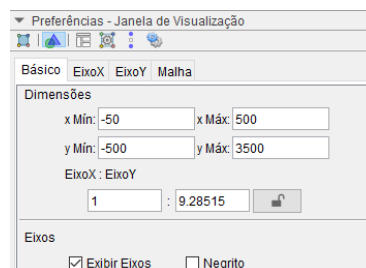 Preferências - Janela de Visualização
Básico EixoX EixoY Malha
Dimensões
x Mín: -50 x Máx: 500
y Mín: -500 y Máx: 3500
EixoX : EixoY
1 : 9.28515
Eixos
Exibir Eixos Negrito